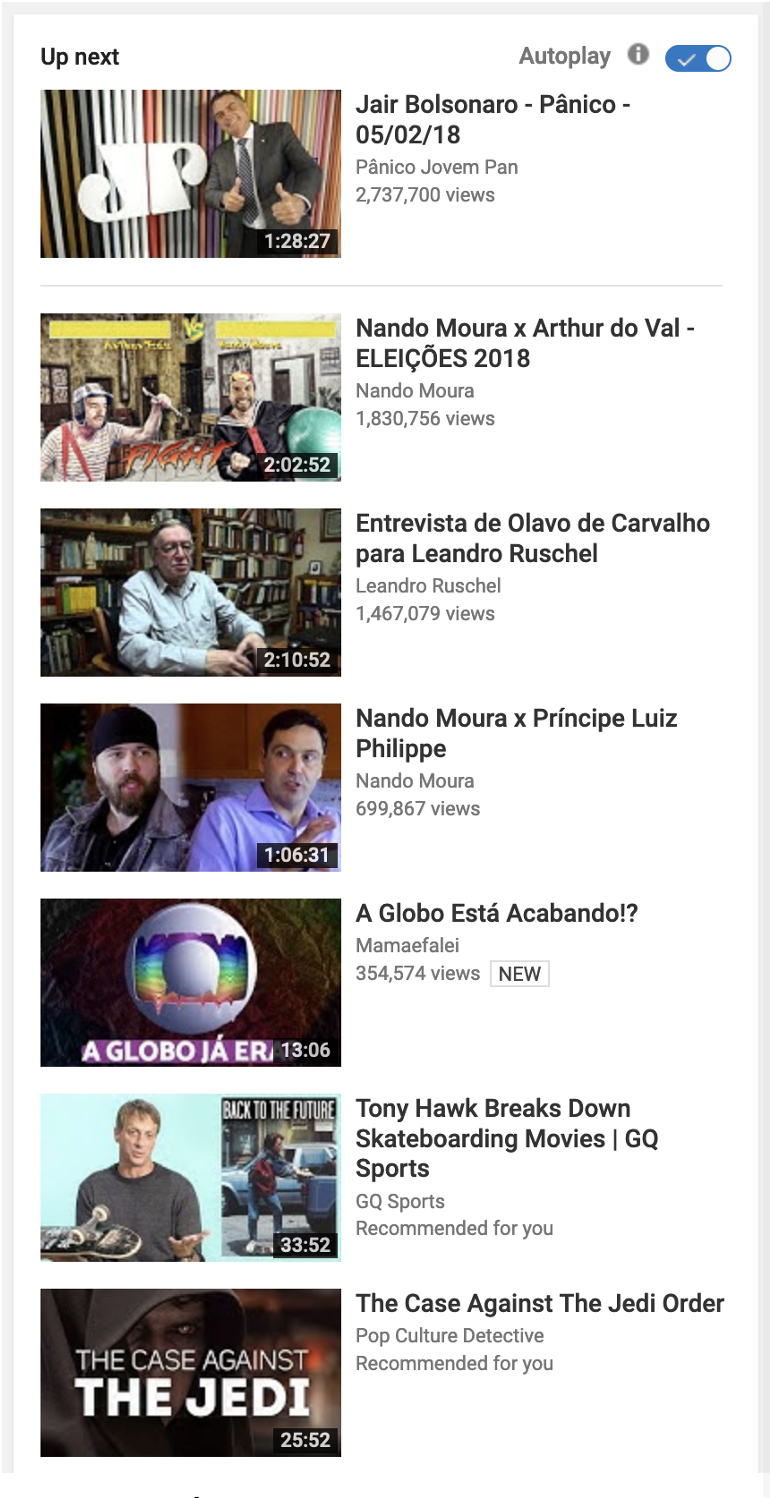 Up next
Autoplay
JP
1:28:27
Jair Bolsonaro - Pânico -
05/02/18
Pânico Jovem Pan
2,737,700 views
VS
Nando Moura
FIGHT
2:02:52
Nando Moura x Arthur do Val -
ELEIÇÕES 2018
Nando Moura
1,830,756 views
2:10:52
Entrevista de Olavo de Carvalho
para Leandro Ruschel
Leandro Ruschel
1,467,079 views
1:06:31
Nando Moura x Príncipe Luiz
Philippe
Nando Moura
699,867 views
A GLOBO JÁ ERA
13:06
A Globo Está Acabando!?
Mamaefalei
354,574 views NEW
BACK TO THE FUTURE
33:52
Tony Hawk Breaks Down
Skateboarding Movies | GQ
Sports
GQ Sports
Recommended for you
THE CASE AGAINST
THE JEDI
25:52
The Case Against The Jedi Order
Pop Culture Detective
Recommended for you